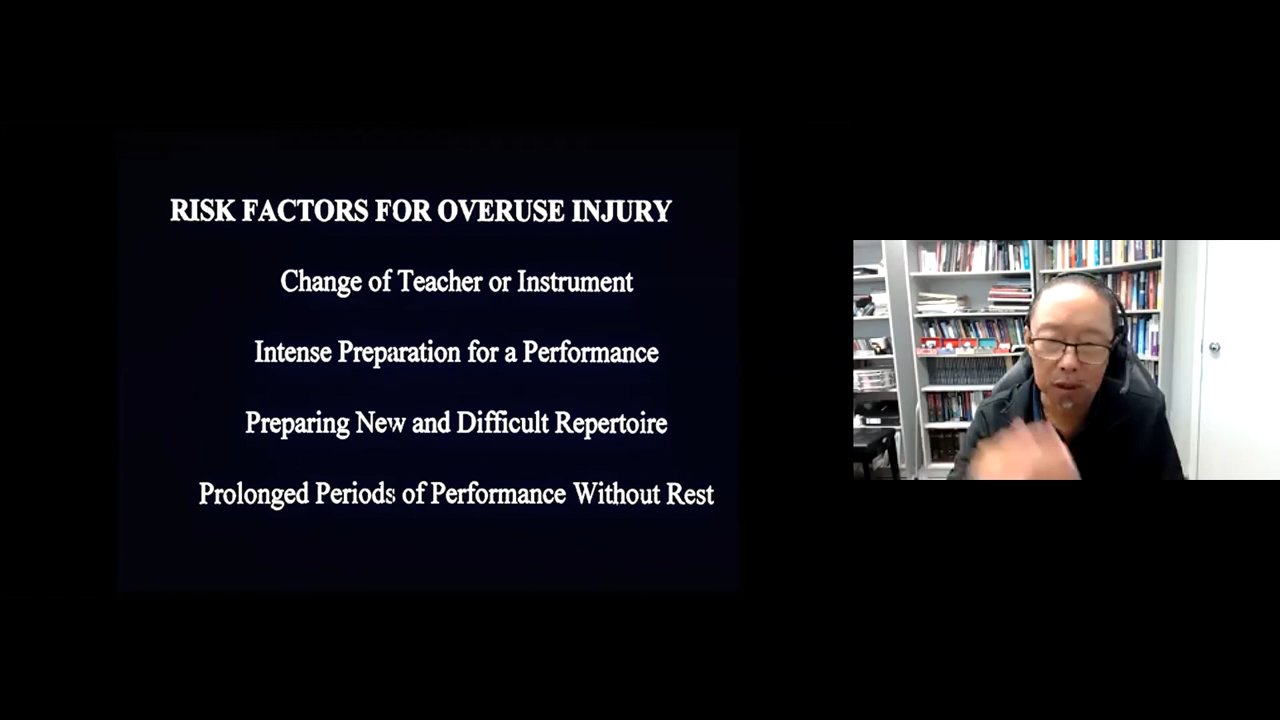 RISK FACTORS FOR OVERUSE INJURY
Change of Teacher or Instrument
Intense Preparation for a Performance
Preparing New and Difficult Repertoire
Prolonged Periods of Performance Without Rest